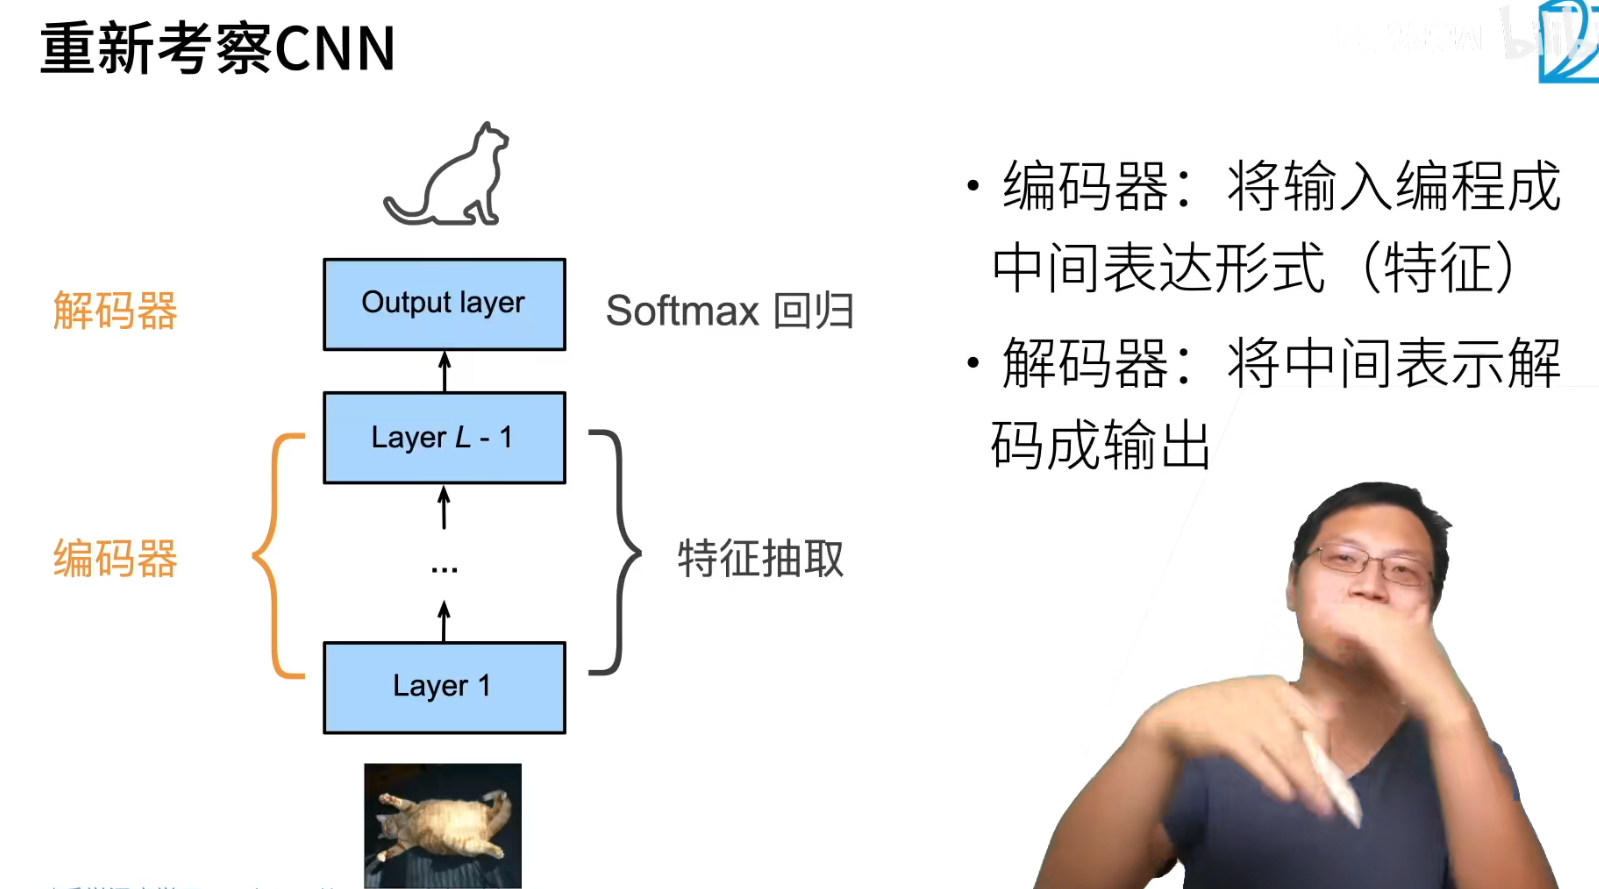 重新考察CNN
bilibili
解码器
Output layer
Softmax 回归
• 编码器：将输入编程成
中间表达形式（特征）
• 解码器：将中间表示解
码成输出
Layer L - 1
编码器
...
特征抽取
Layer 1